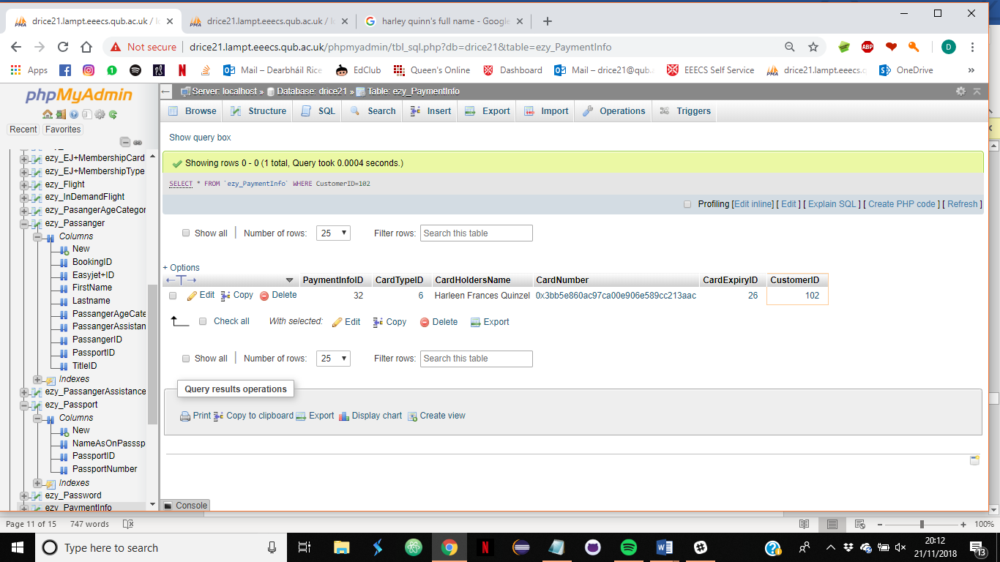 drice21.lampt.eeecs.qub.ac.uk / lo
drice21.lampt.eeecs.qub.ac.uk / lo
harley quinn's full name - Google
Not secure | drice21.lampt.eeecs.qub.ac.uk/phpmyadmin/tbl_sql.php?db=drice21&table=ezy_PaymentInfo
ABP
D
Apps
Mail – Dearbháil Rice
EdClub
Queen's Online
Dashboard
Mail – drice21@qub.
EEECS Self Service
drice21.lampt.eeecs.q
OneDrive
»
phpMyAdmin
Recent
Favorites
ezy_EJ+MembershipCard
ezy_EJ+MembershipType
ezy_Flight
ezy_InDemandFlight
ezy_PasangerAgeCategor
ezy_Passanger
Columns
New
BookingID
Easyjet+ID
FirstName
Lastname
PassangerAgeCate
PassangerAssistan
PassangerID
PassportID
TitleID
Indexes
ezy_PassangerAssistance
ezy_Passport
Columns
New
NameAsOnPasssp
PassportID
PassportNumber
Indexes
ezy_Password
ezy_PaymentInfo
Server: localhost » Database: drice21 » Table: ezy_PaymentInfo
Browse Structure SQL Search Insert Export Import Operations Triggers
Show query box
Showing rows 0 - 0 (1 total, Query took 0.0004 seconds.)
SELECT * FROM `ezy_PaymentInfo` WHERE CustomerID=102
Profiling [Edit inline] [ Edit ] [ Explain SQL ] [ Create PHP code ] [ Refresh ]
Show all | Number of rows: 25 Filter rows: Search this table
+ Options
←T→ PaymentInfoID CardTypeID CardHoldersName CardNumber CardExpiryID CustomerID
Edit Copy Delete 32 6 Harleen Frances Quinzel 0x3bb5e860ac97ca00e906e589cc213aac 26 102
Check all With selected: Edit Copy Delete Export
Show all | Number of rows: 25 Filter rows: Search this table
Query results operations
Print Copy to clipboard Export Display chart Create view
Console
Page 11 of 15 747 words
100%
Type here to search
20:12
21/11/2018
13